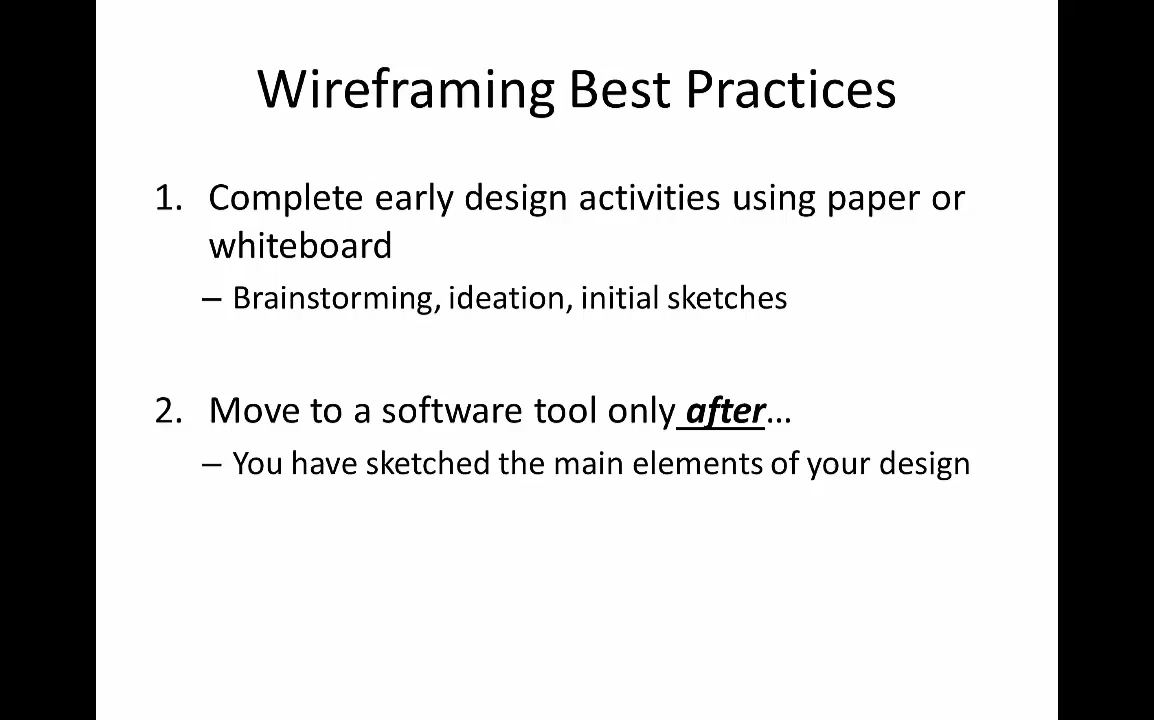 Wireframing Best Practices
1. Complete early design activities using paper or
whiteboard
– Brainstorming, ideation, initial sketches
2. Move to a software tool only after…
– You have sketched the main elements of your design